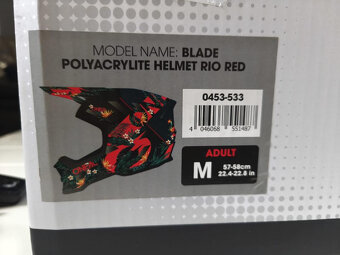 MODEL NAME: BLADE
POLYACRYLITE HELMET RIO RED
0453-533
4 046068 551487
ADULT
M
57-58cm
22.4-22.8 in